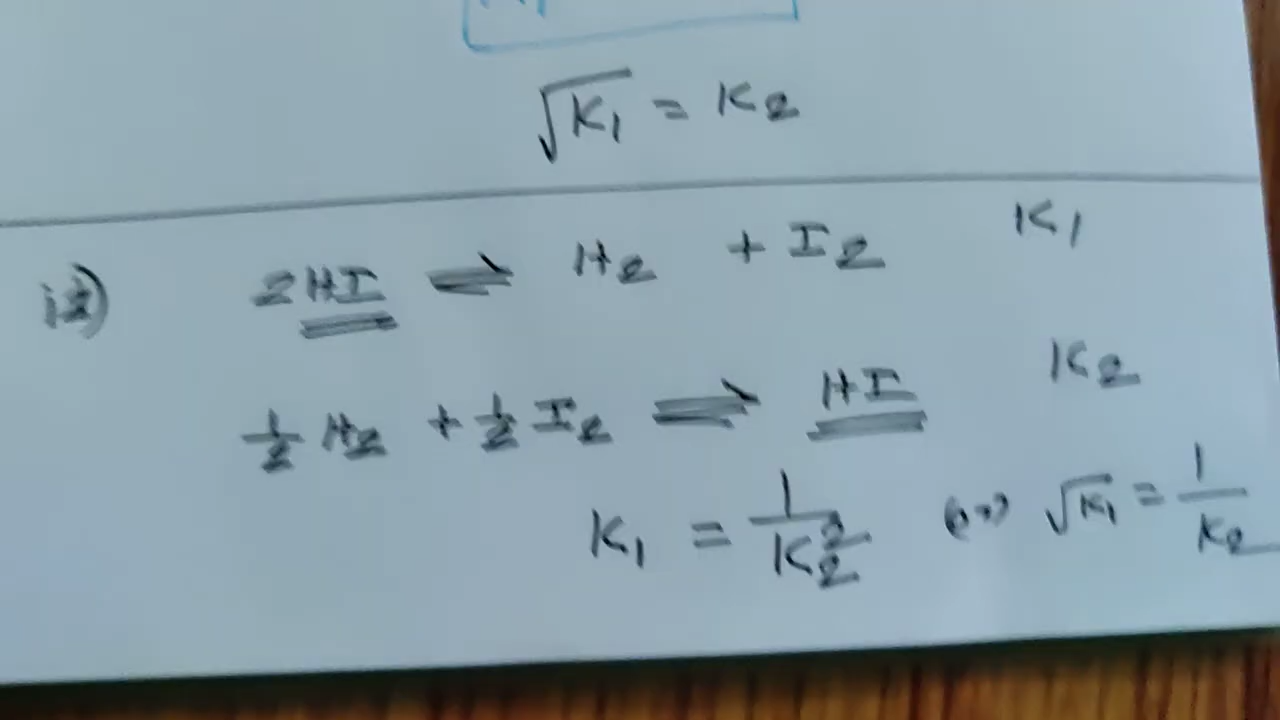 √K₁ = K₂
ii) 2HI ⇌ H₂ + I₂ K₁
½ H₂ + ½ I₂ ⇌ HI K₂
K₁ = 1/K₂² (or) √K₁ = 1/K₂